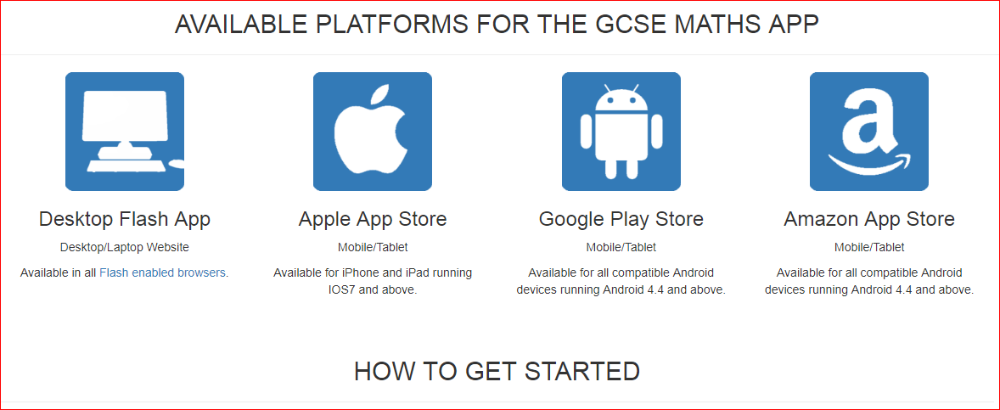 AVAILABLE PLATFORMS FOR THE GCSE MATHS APP
Desktop Flash App
Desktop/Laptop Website
Available in all Flash enabled browsers.
Apple App Store
Mobile/Tablet
Available for iPhone and iPad running
IOS7 and above.
Google Play Store
Mobile/Tablet
Available for all compatible Android
devices running Android 4.4 and above.
Amazon App Store
Mobile/Tablet
Available for all compatible Android
devices running Android 4.4 and above.
HOW TO GET STARTED